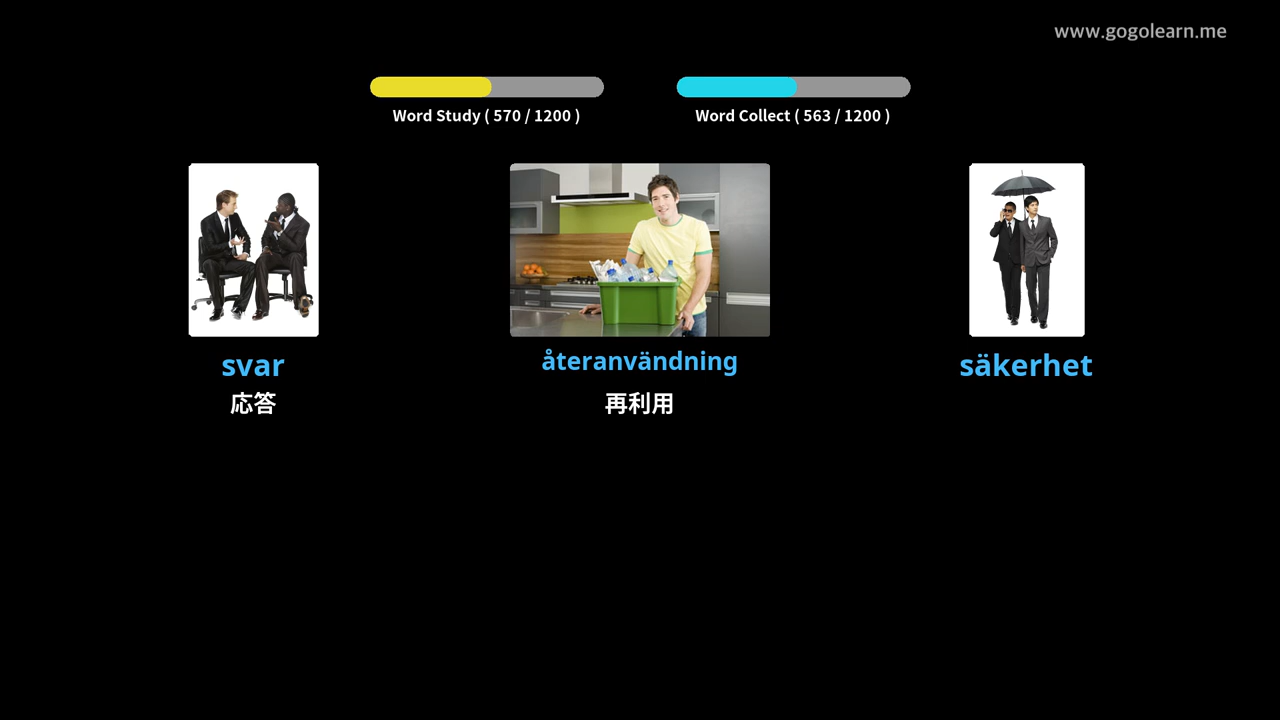 www.gogolearn.me
Word Study ( 570 / 1200 )
Word Collect ( 563 / 1200 )
svar
återanvändning
säkerhet
応答
再利用